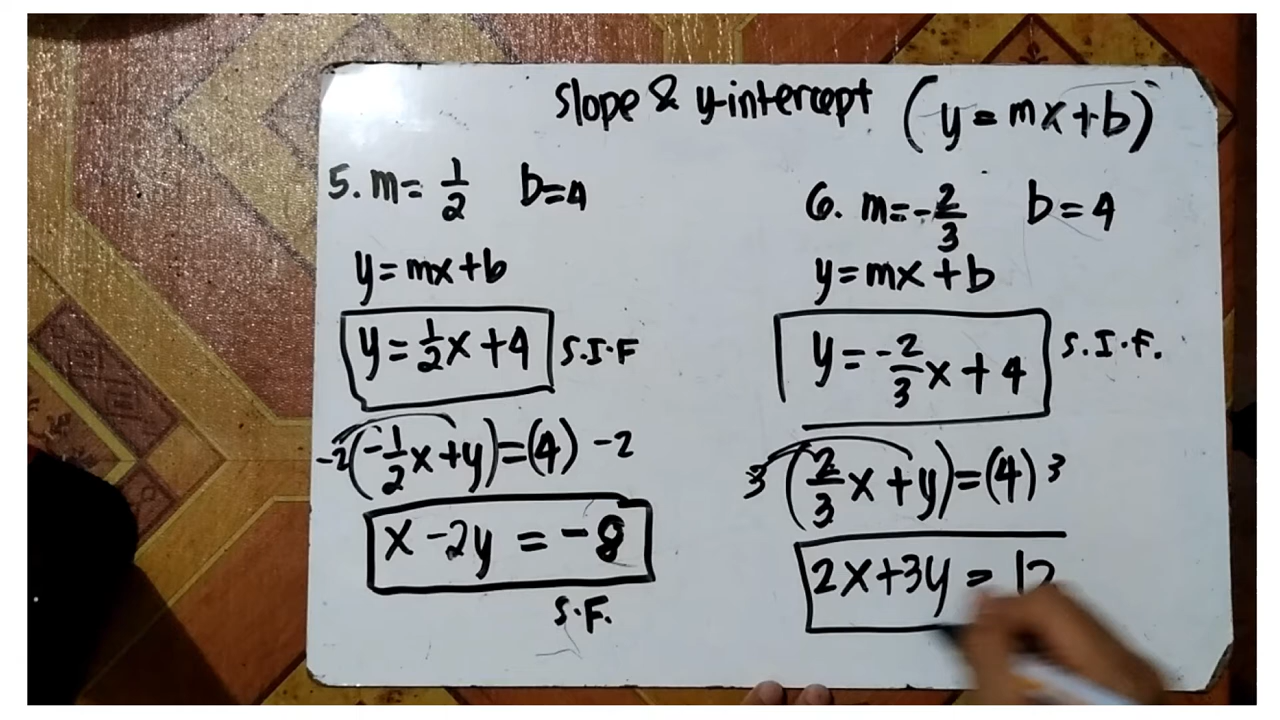 slope & y-intercept (y = mx + b)
5. m = 1/2 b = 4
y = mx + b
y = 1/2x + 4 S.I.F
-2(-1/2x + y) = (4) -2
x - 2y = -8
S.F.
6. m = -2/3 b = 4
y = mx + b
y = -2/3x + 4 S.I.F.
3(2/3x + y) = (4) 3
2x + 3y = 12